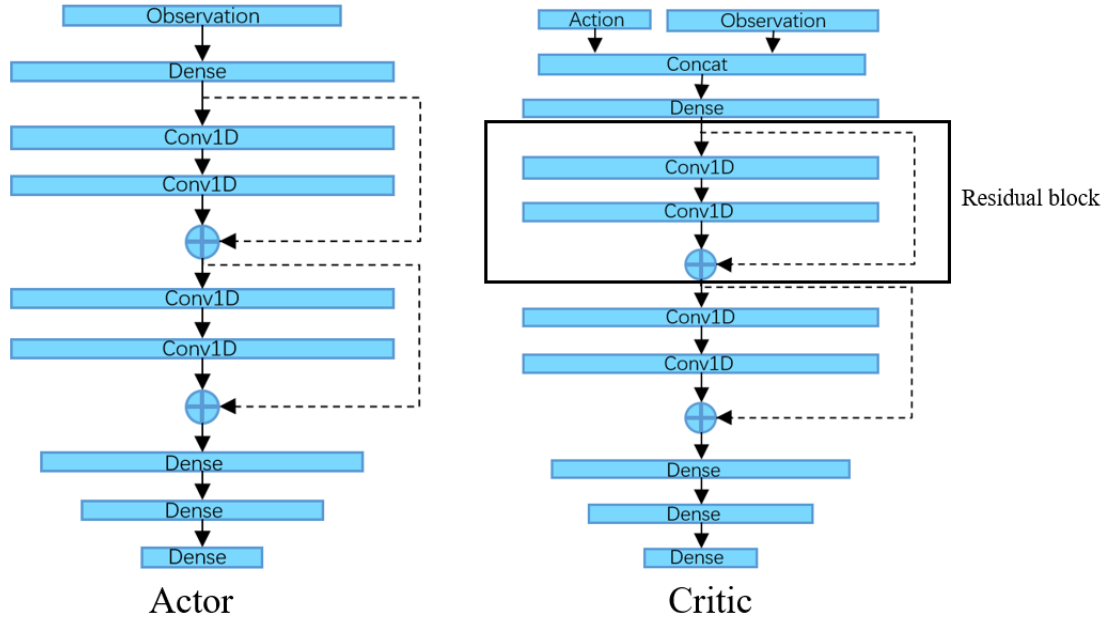 Observation
Dense
Conv1D
Conv1D
Conv1D
Conv1D
Dense
Dense
Dense
Actor
Action
Observation
Concat
Dense
Conv1D
Conv1D
Residual block
Conv1D
Conv1D
Dense
Dense
Dense
Critic